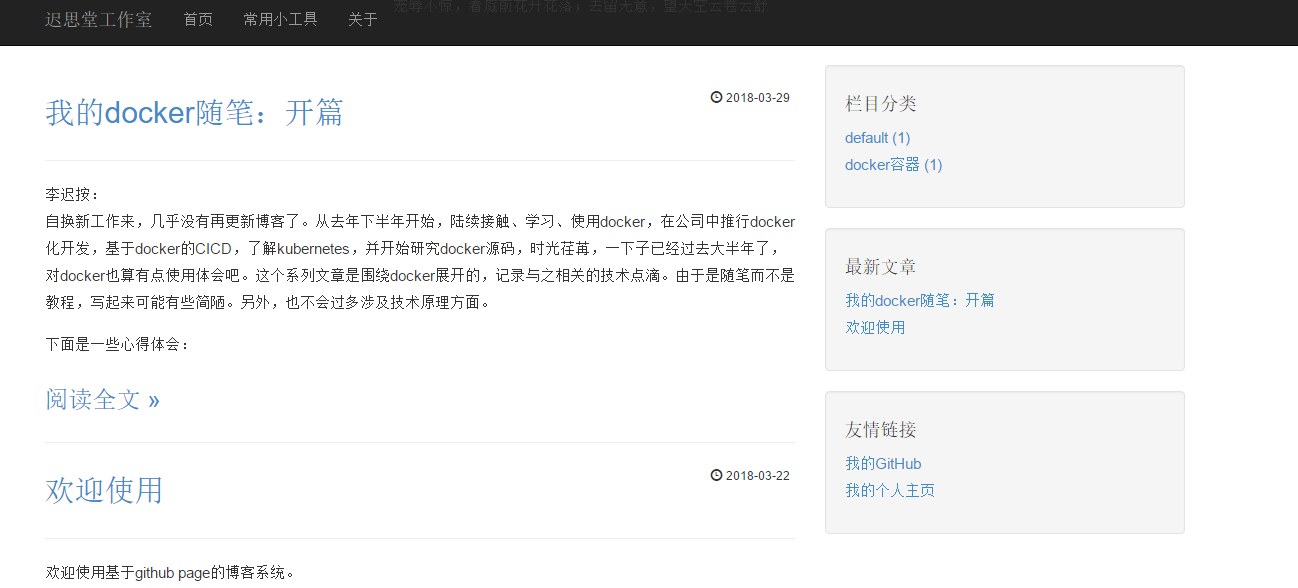 迟思堂工作室 首页 常用小工具 关于
宠辱不惊，看庭前花开花落；去留无意，望天空云卷云舒
我的docker随笔：开篇
2018-03-29
李迟按：
自换新工作来，几乎没有再更新博客了。从去年下半年开始，陆续接触、学习、使用docker，在公司中推行docker
化开发，基于docker的CICD，了解kubernetes，并开始研究docker源码，时光荏苒，一下子已经过去大半年了，
对docker也算有点使用体会吧。这个系列文章是围绕docker展开的，记录与之相关的技术点滴。由于是随笔而不是
教程，写起来可能有些简陋。另外，也不会过多涉及技术原理方面。
下面是一些心得体会：
阅读全文 »
欢迎使用
2018-03-22
欢迎使用基于github page的博客系统。
栏目分类
default (1)
docker容器 (1)
最新文章
我的docker随笔：开篇
欢迎使用
友情链接
我的GitHub
我的个人主页